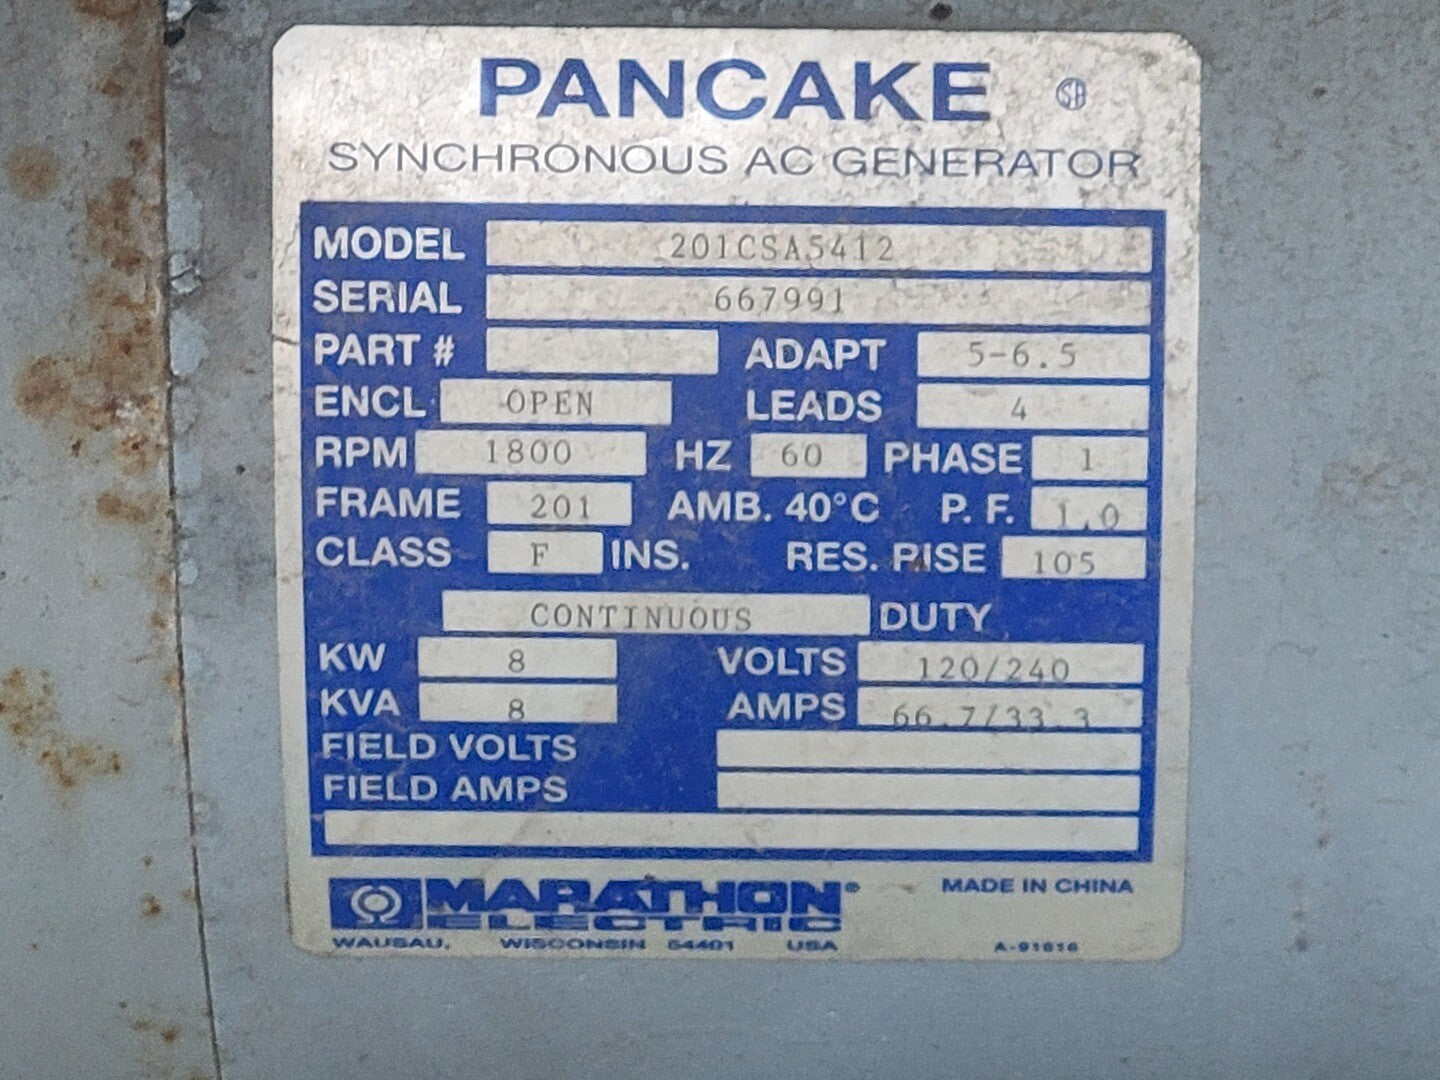 PANCAKE
SYNCHRONOUS AC GENERATOR
MODEL 201CSA5412
SERIAL 667991
PART # ADAPT 5-6.5
ENCL OPEN LEADS 4
RPM 1800 HZ 60 PHASE 1
FRAME 201 AMB. 40°C P. F. 1.0
CLASS F INS. RES. RISE 105
CONTINUOUS DUTY
KW 8 VOLTS 120/240
KVA 8 AMPS 66.7/33.3
FIELD VOLTS
FIELD AMPS
MARATHON® MADE IN CHINA
ELECTRIC
WAUSAU, WISCONSIN 54401 USA A-91616